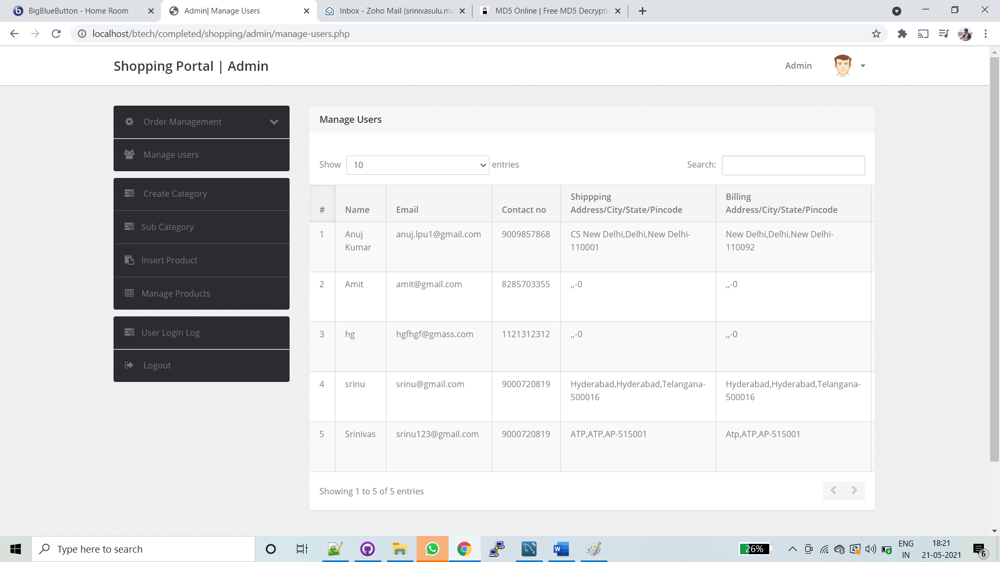 BigBlueButton - Home Room
Admin| Manage Users
Inbox - Zoho Mail (srinivasulu.ma
MD5 Online | Free MD5 Decryptic
localhost/btech/completed/shopping/admin/manage-users.php
Shopping Portal | Admin
Admin
Order Management
Manage users
Create Category
Sub Category
Insert Product
Manage Products
User Login Log
Logout
Manage Users
Show 10 entries
Search:
# Name Email Contact no Shippping Address/City/State/Pincode Billing Address/City/State/Pincode
1 Anuj Kumar anuj.lpu1@gmail.com 9009857868 CS New Delhi,Delhi,New Delhi-110001 New Delhi,Delhi,New Delhi-110092
2 Amit amit@gmail.com 8285703355 ,,-0 ,,-0
3 hg hgfhgf@gmass.com 1121312312 ,,-0 ,,-0
4 srinu srinu@gmail.com 9000720819 Hyderabad,Hyderabad,Telangana-500016 Hyderabad,Hyderabad,Telangana-500016
5 Srinivas srinu123@gmail.com 9000720819 ATP,ATP,AP-515001 Atp,ATP,AP-515001
Showing 1 to 5 of 5 entries
Type here to search
26%
ENG
IN
18:21
21-05-2021
6